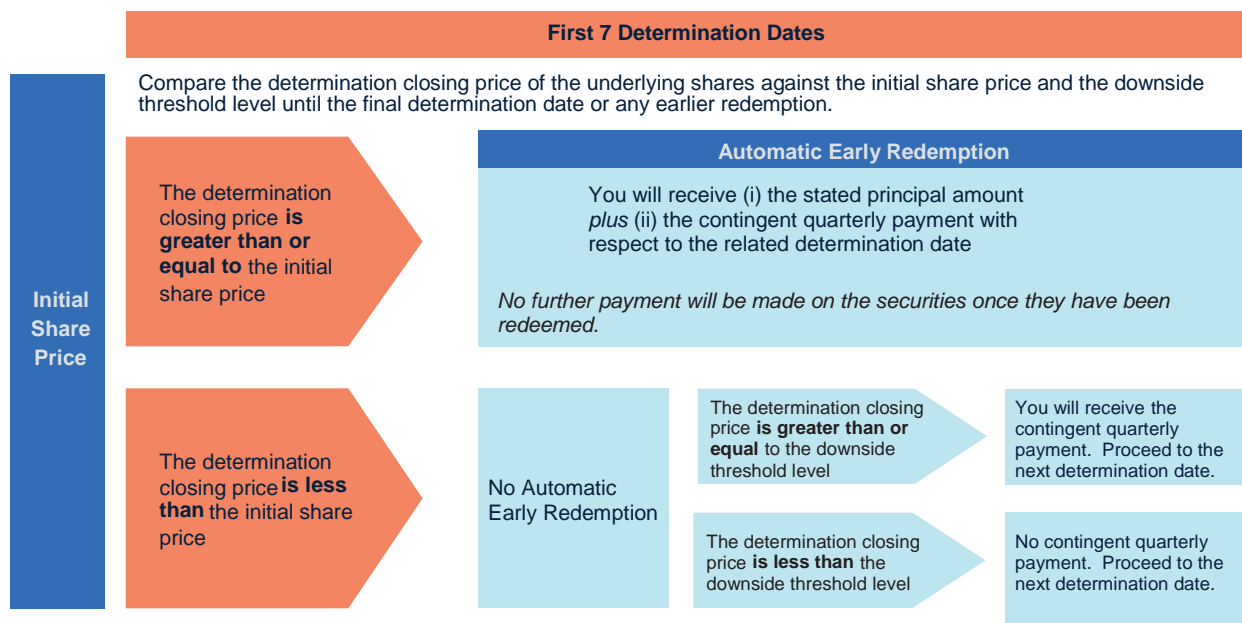 First 7 Determination Dates
Compare the determination closing price of the underlying shares against the initial share price and the downside
threshold level until the final determination date or any earlier redemption.
Initial
Share
Price
The determination
closing price is
greater than or
equal to the initial
share price
Automatic Early Redemption
You will receive (i) the stated principal amount
plus (ii) the contingent quarterly payment with
respect to the related determination date
No further payment will be made on the securities once they have been
redeemed.
The determination
closing price is less
than the initial share
price
No Automatic
Early Redemption
The determination closing
price is greater than or
equal to the downside
threshold level
You will receive the
contingent quarterly
payment. Proceed to the
next determination date.
The determination closing
price is less than the
downside threshold level
No contingent quarterly
payment. Proceed to the
next determination date.